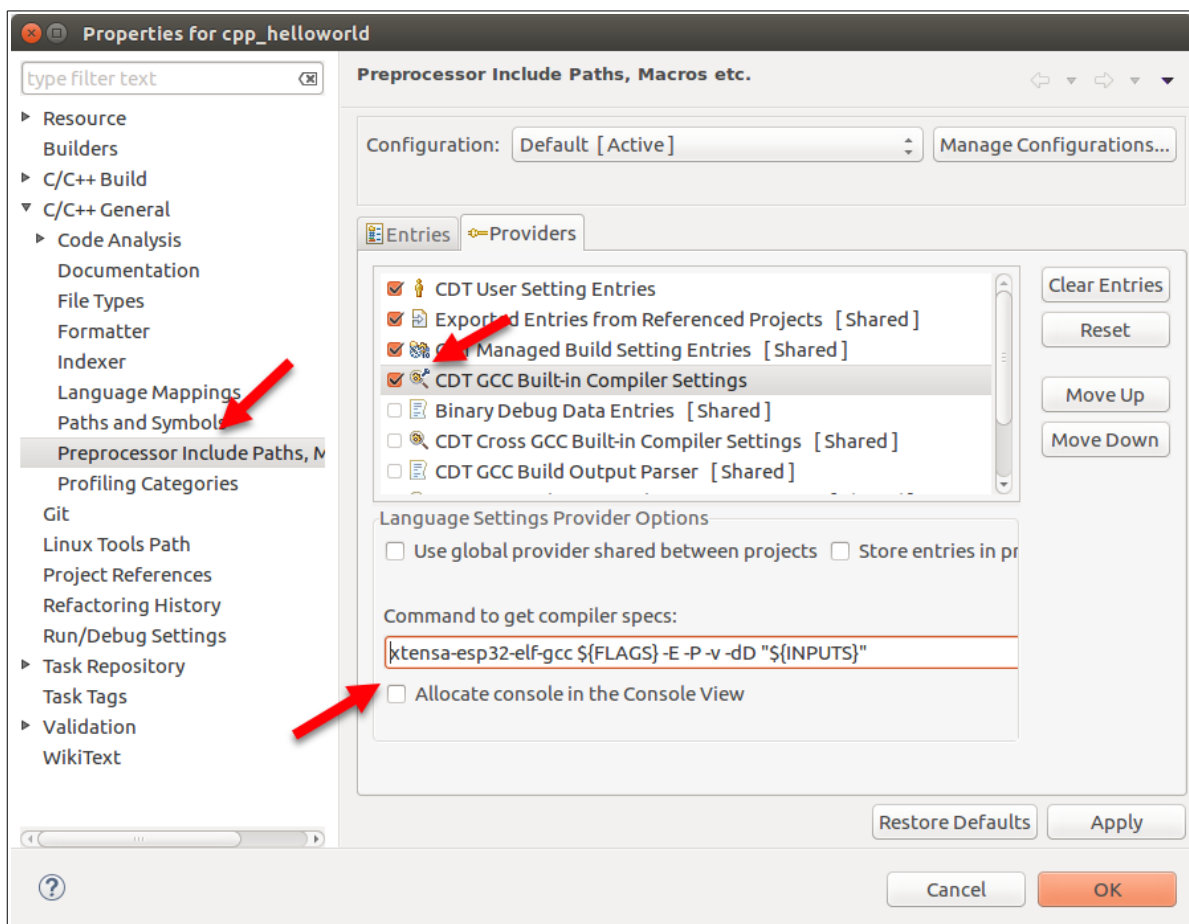 Properties for cpp_helloworld
type filter text
Resource
Builders
C/C++ Build
C/C++ General
Code Analysis
Documentation
File Types
Formatter
Indexer
Language Mappings
Paths and Symbols
Preprocessor Include Paths, M
Profiling Categories
Git
Linux Tools Path
Project References
Refactoring History
Run/Debug Settings
Task Repository
Task Tags
Validation
WikiText
Preprocessor Include Paths, Macros etc.
Configuration: Default [ Active ] Manage Configurations...
Entries Providers
CDT User Setting Entries
Exported Entries from Referenced Projects [ Shared ]
Managed Build Setting Entries [ Shared ]
CDT GCC Built-in Compiler Settings
Binary Debug Data Entries [ Shared ]
CDT Cross GCC Built-in Compiler Settings [ Shared ]
CDT GCC Build Output Parser [ Shared ]
Clear Entries
Reset
Move Up
Move Down
Language Settings Provider Options
Use global provider shared between projects Store entries in pr
Command to get compiler specs:
xtensa-esp32-elf-gcc ${FLAGS} -E -P -v -dD "${INPUTS}"
Allocate console in the Console View
Restore Defaults Apply
Cancel OK